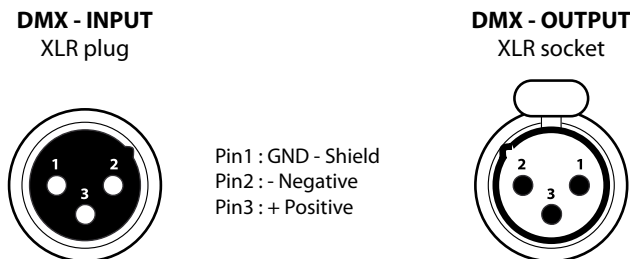 DMX - INPUT
XLR plug
1 2
3
Pin1 : GND - Shield
Pin2 : - Negative
Pin3 : + Positive
DMX - OUTPUT
XLR socket
2 1
3